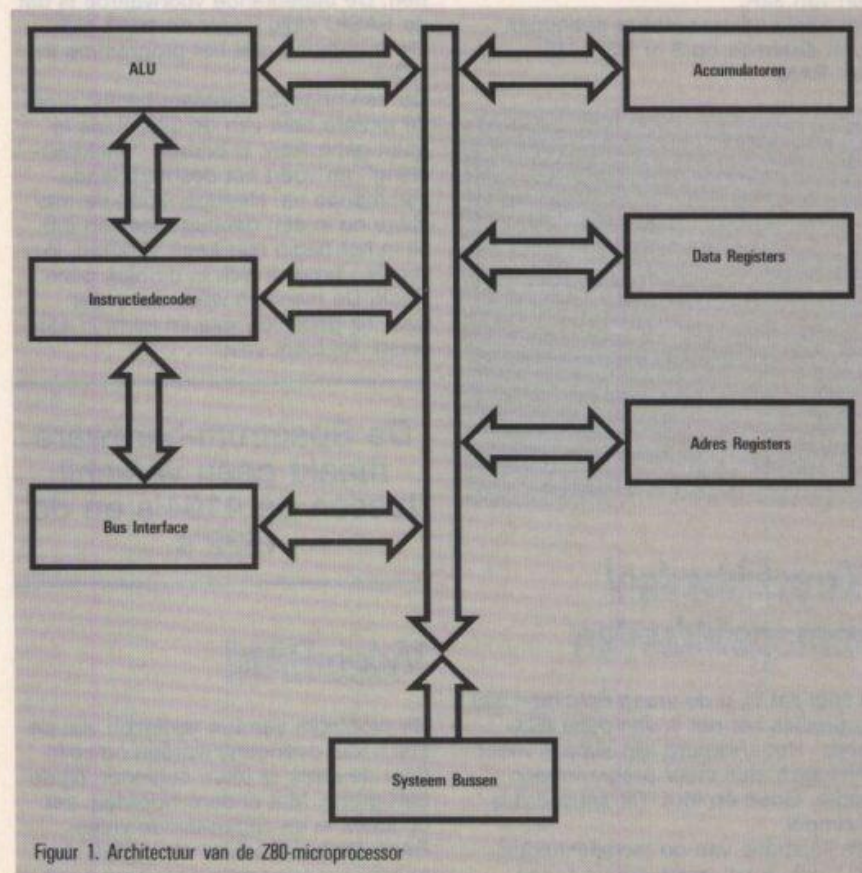 ALU
Accumulatoren
Data Registers
Instructiedecoder
Adres Registers
Bus Interface
Systeem Bussen
Figuur 1. Architectuur van de Z80-microprocessor